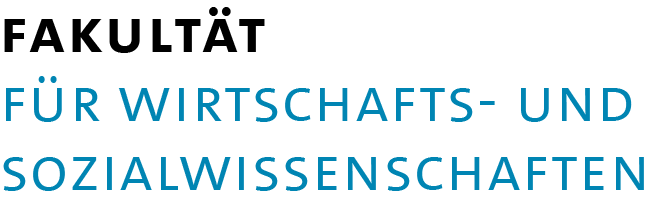 FAKULTÄT
FÜR WIRTSCHAFTS- UND
SOZIALWISSENSCHAFTEN